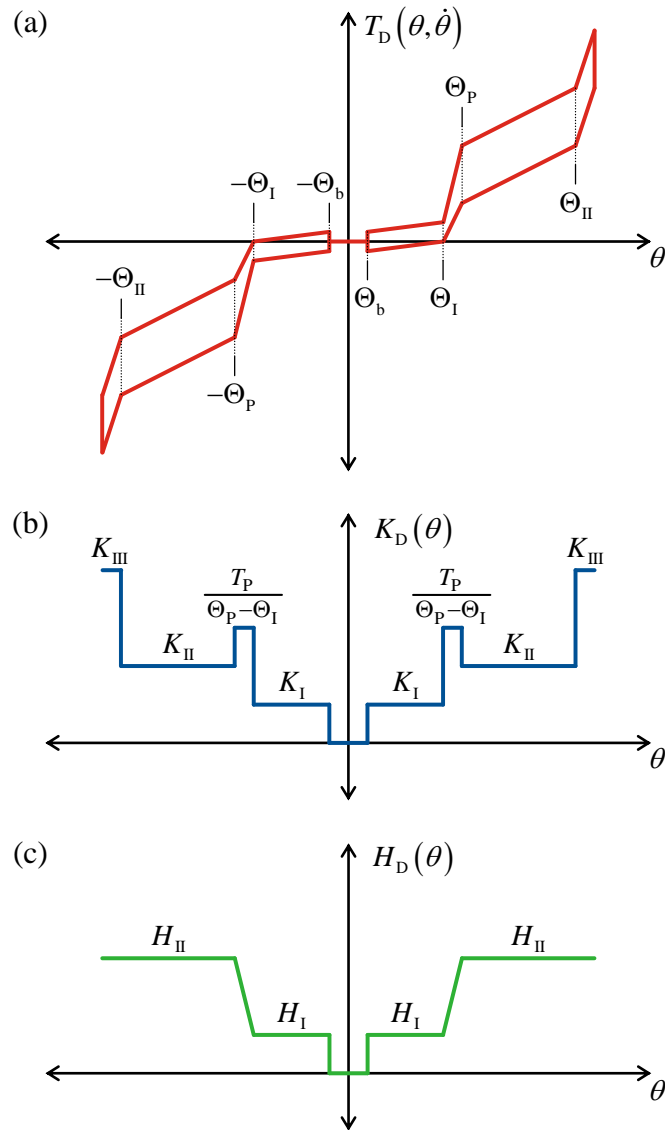 (a)
T_D(θ, θ̇)
Θ_P
−Θ_I
−Θ_b
Θ_II
θ
−Θ_II
Θ_b
Θ_I
−Θ_P
(b)
K_D(θ)
K_III
K_III
T_P/(Θ_P−Θ_I)
T_P/(Θ_P−Θ_I)
K_II
K_II
K_I
K_I
θ
(c)
H_D(θ)
H_II
H_II
H_I
H_I
θ